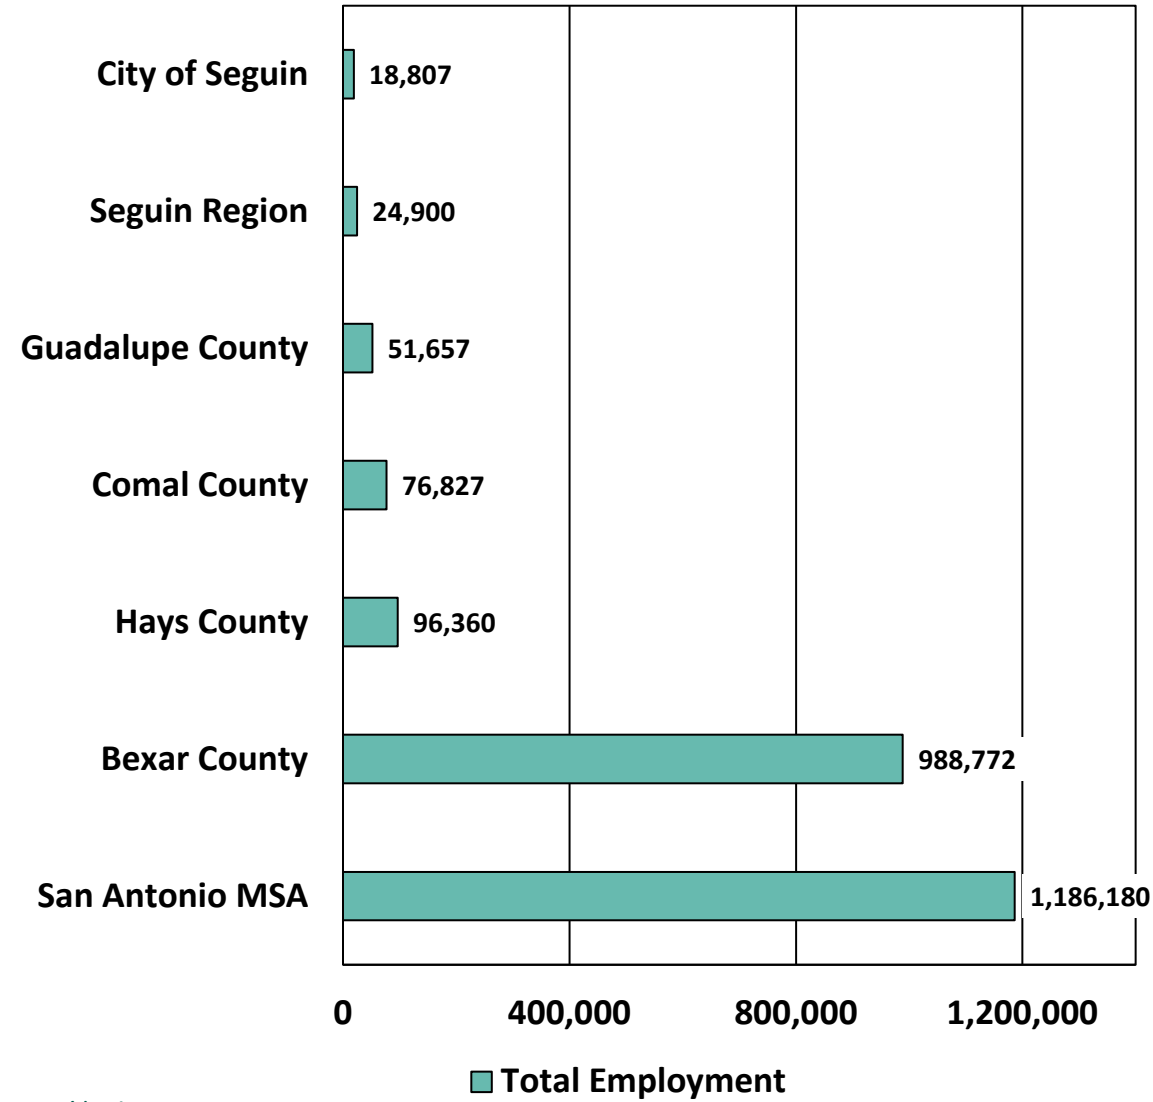 City of Seguin 18,807
Seguin Region 24,900
Guadalupe County 51,657
Comal County 76,827
Hays County 96,360
Bexar County 988,772
San Antonio MSA 1,186,180
0 400,000 800,000 1,200,000
Total Employment